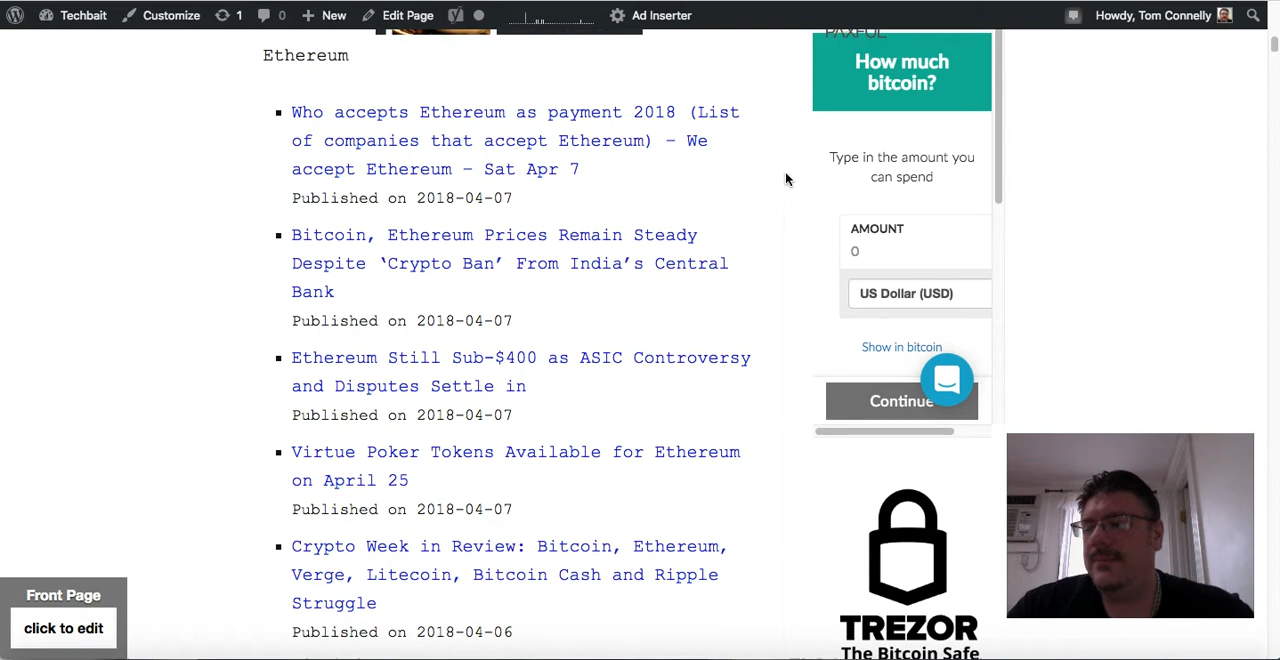 Techbait Customize 1 0 New Edit Page Ad Inserter Howdy, Tom Connelly
Ethereum
Who accepts Ethereum as payment 2018 (List
of companies that accept Ethereum) – We
accept Ethereum – Sat Apr 7
Published on 2018-04-07
Bitcoin, Ethereum Prices Remain Steady
Despite ‘Crypto Ban’ From India’s Central
Bank
Published on 2018-04-07
Ethereum Still Sub-$400 as ASIC Controversy
and Disputes Settle in
Published on 2018-04-07
Virtue Poker Tokens Available for Ethereum
on April 25
Published on 2018-04-07
Crypto Week in Review: Bitcoin, Ethereum,
Verge, Litecoin, Bitcoin Cash and Ripple
Struggle
Published on 2018-04-06
PAXFUL
How much
bitcoin?
Type in the amount you
can spend
AMOUNT
0
US Dollar (USD)
Show in bitcoin
Continue
TREZOR
The Bitcoin Safe
Front Page
click to edit